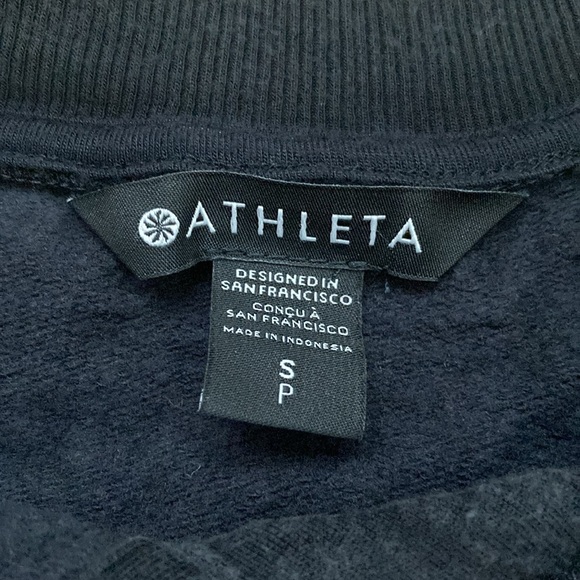 ATHLETA
DESIGNED IN
SAN FRANCISCO
CONÇU À
SAN FRANCISCO
MADE IN INDONESIA
S
P